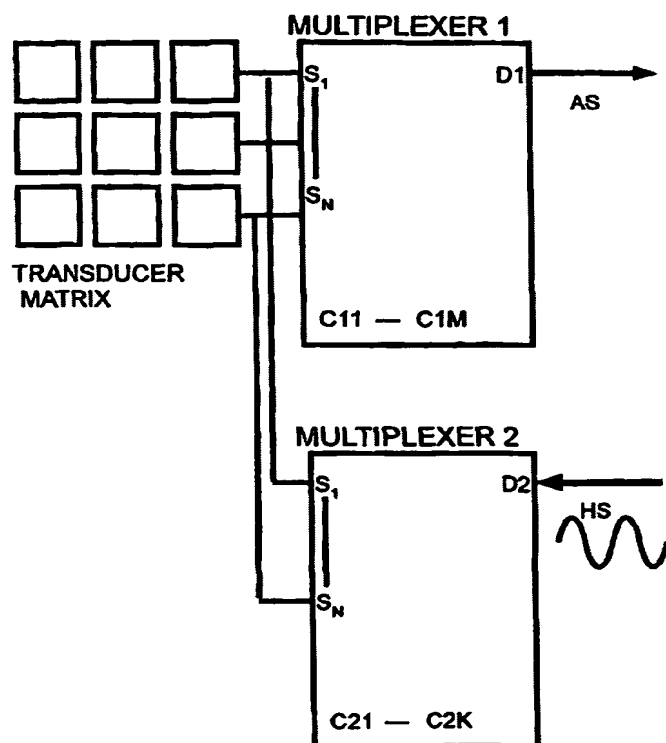 MULTIPLEXER 1
S₁
D1
AS
Sₙ
TRANSDUCER
MATRIX
C11 — C1M
MULTIPLEXER 2
S₁
D2
HS
Sₙ
C21 — C2K